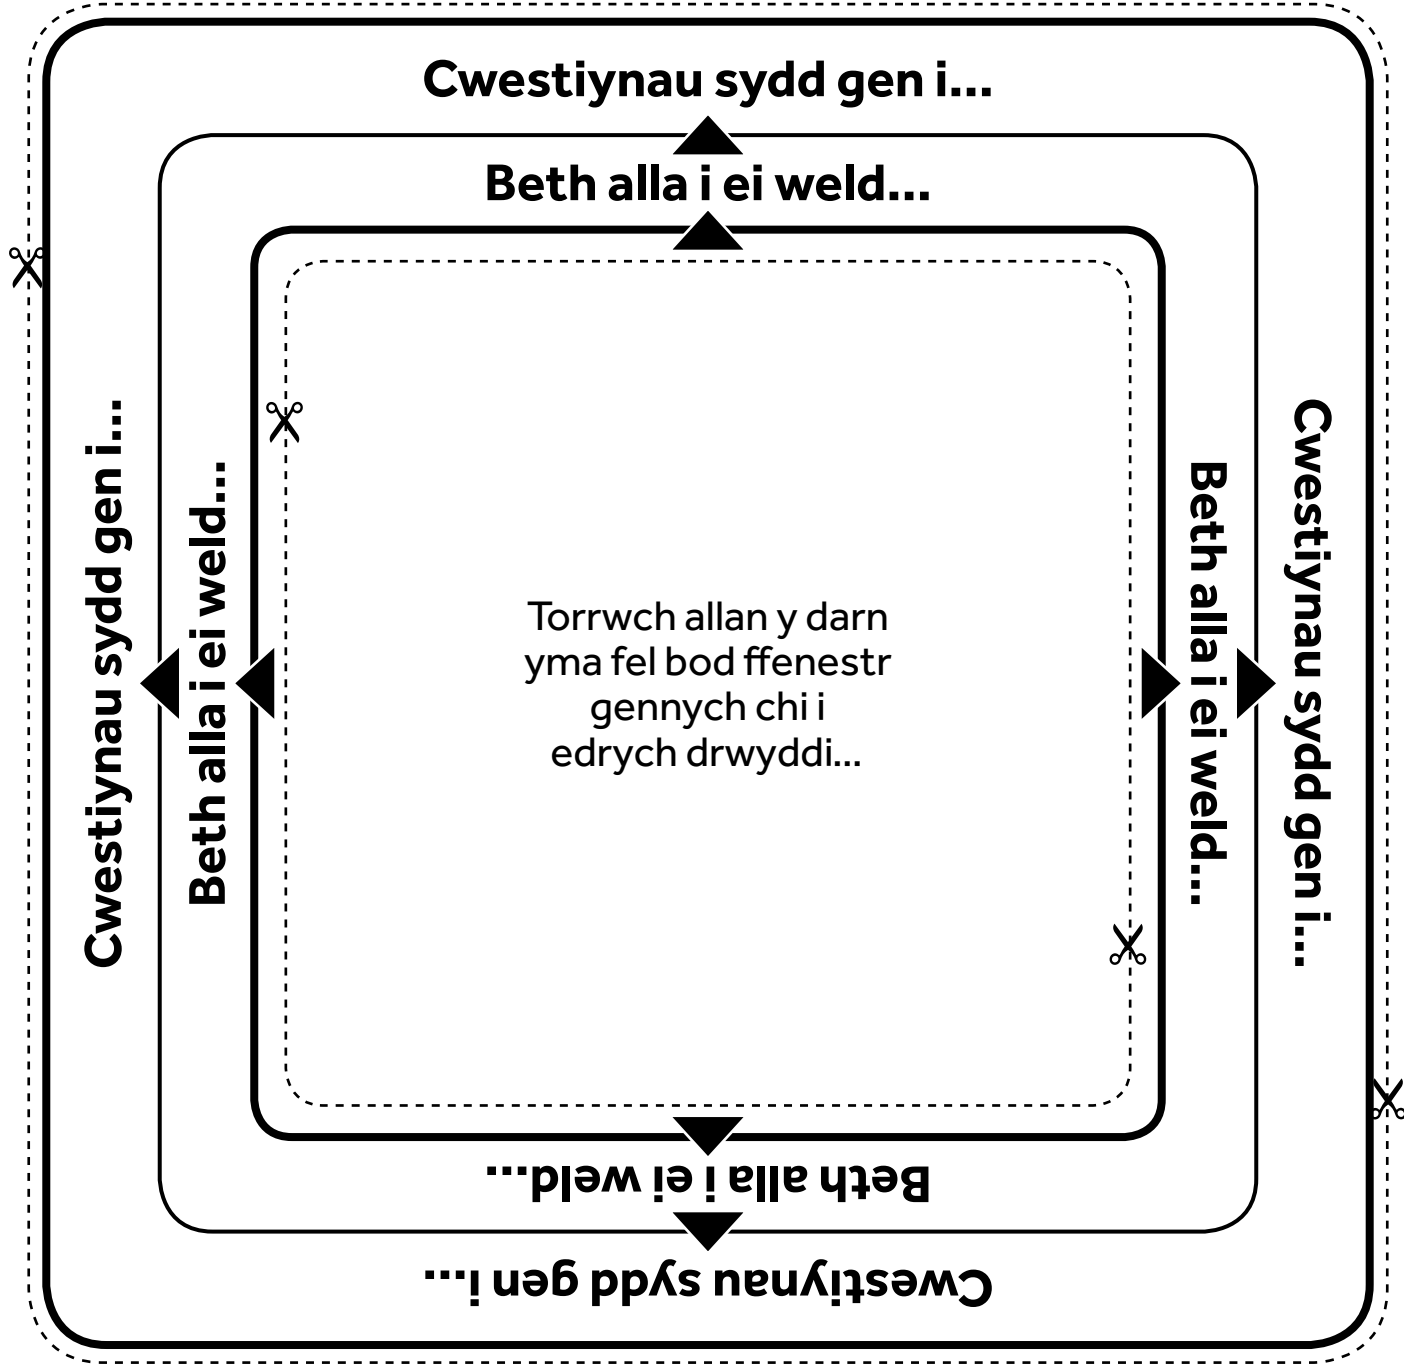 Cwestiynau sydd gen i...
Beth alla i ei weld...
Cwestiynau sydd gen i...
Beth alla i ei weld...
Torrwch allan y darn
yma fel bod ffenestr
gennych chi i
edrych drwyddi...
Beth alla i ei weld...
Cwestiynau sydd gen i...
Beth alla i ei weld...
Cwestiynau sydd gen i...